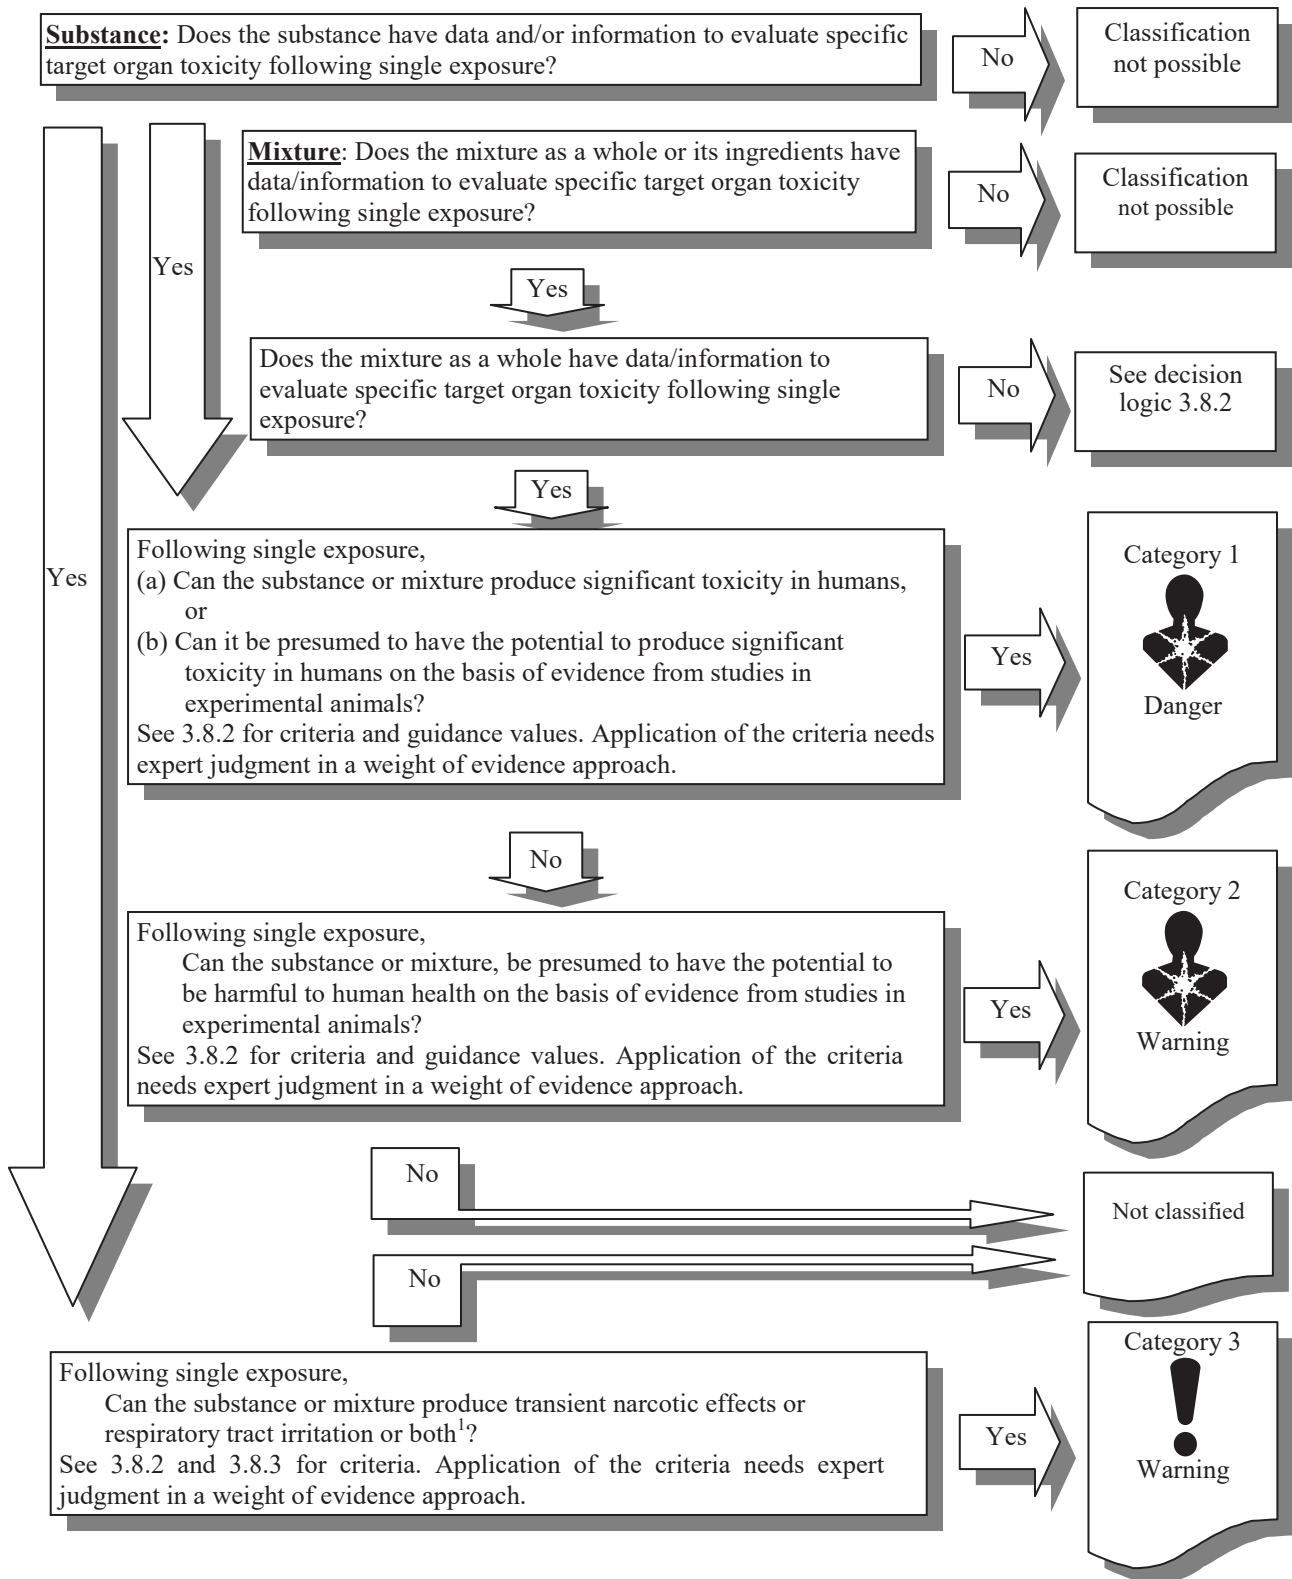 Substance: Does the substance have data and/or information to evaluate specific
target organ toxicity following single exposure?
No
Classification
not possible
Mixture: Does the mixture as a whole or its ingredients have
data/information to evaluate specific target organ toxicity
following single exposure?
No
Classification
not possible
Yes
Yes
Does the mixture as a whole have data/information to
evaluate specific target organ toxicity following single
exposure?
No
See decision
logic 3.8.2
Yes
Yes
Following single exposure,
(a) Can the substance or mixture produce significant toxicity in humans,
or
(b) Can it be presumed to have the potential to produce significant
toxicity in humans on the basis of evidence from studies in
experimental animals?
See 3.8.2 for criteria and guidance values. Application of the criteria needs
expert judgment in a weight of evidence approach.
Yes
Category 1
Danger
No
Following single exposure,
Can the substance or mixture, be presumed to have the potential to
be harmful to human health on the basis of evidence from studies in
experimental animals?
See 3.8.2 for criteria and guidance values. Application of the criteria
needs expert judgment in a weight of evidence approach.
Yes
Category 2
Warning
No
Not classified
No
Following single exposure,
Can the substance or mixture produce transient narcotic effects or
respiratory tract irritation or both1?
See 3.8.2 and 3.8.3 for criteria. Application of the criteria needs expert
judgment in a weight of evidence approach.
Yes
Category 3
Warning